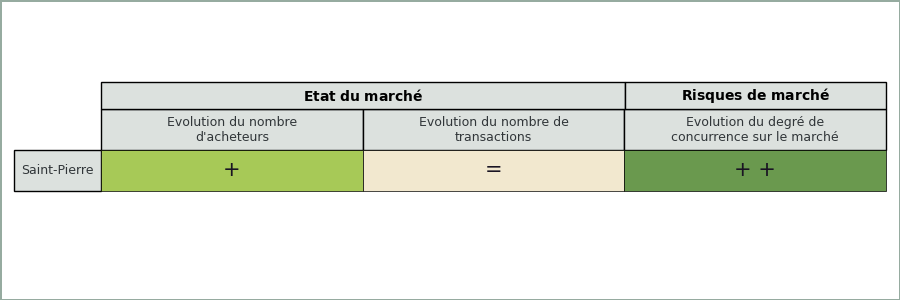 Etat du marché
Risques de marché
Evolution du nombre
d'acheteurs
Evolution du nombre de
transactions
Evolution du degré de
concurrence sur le marché
Saint-Pierre
+
=
+ +